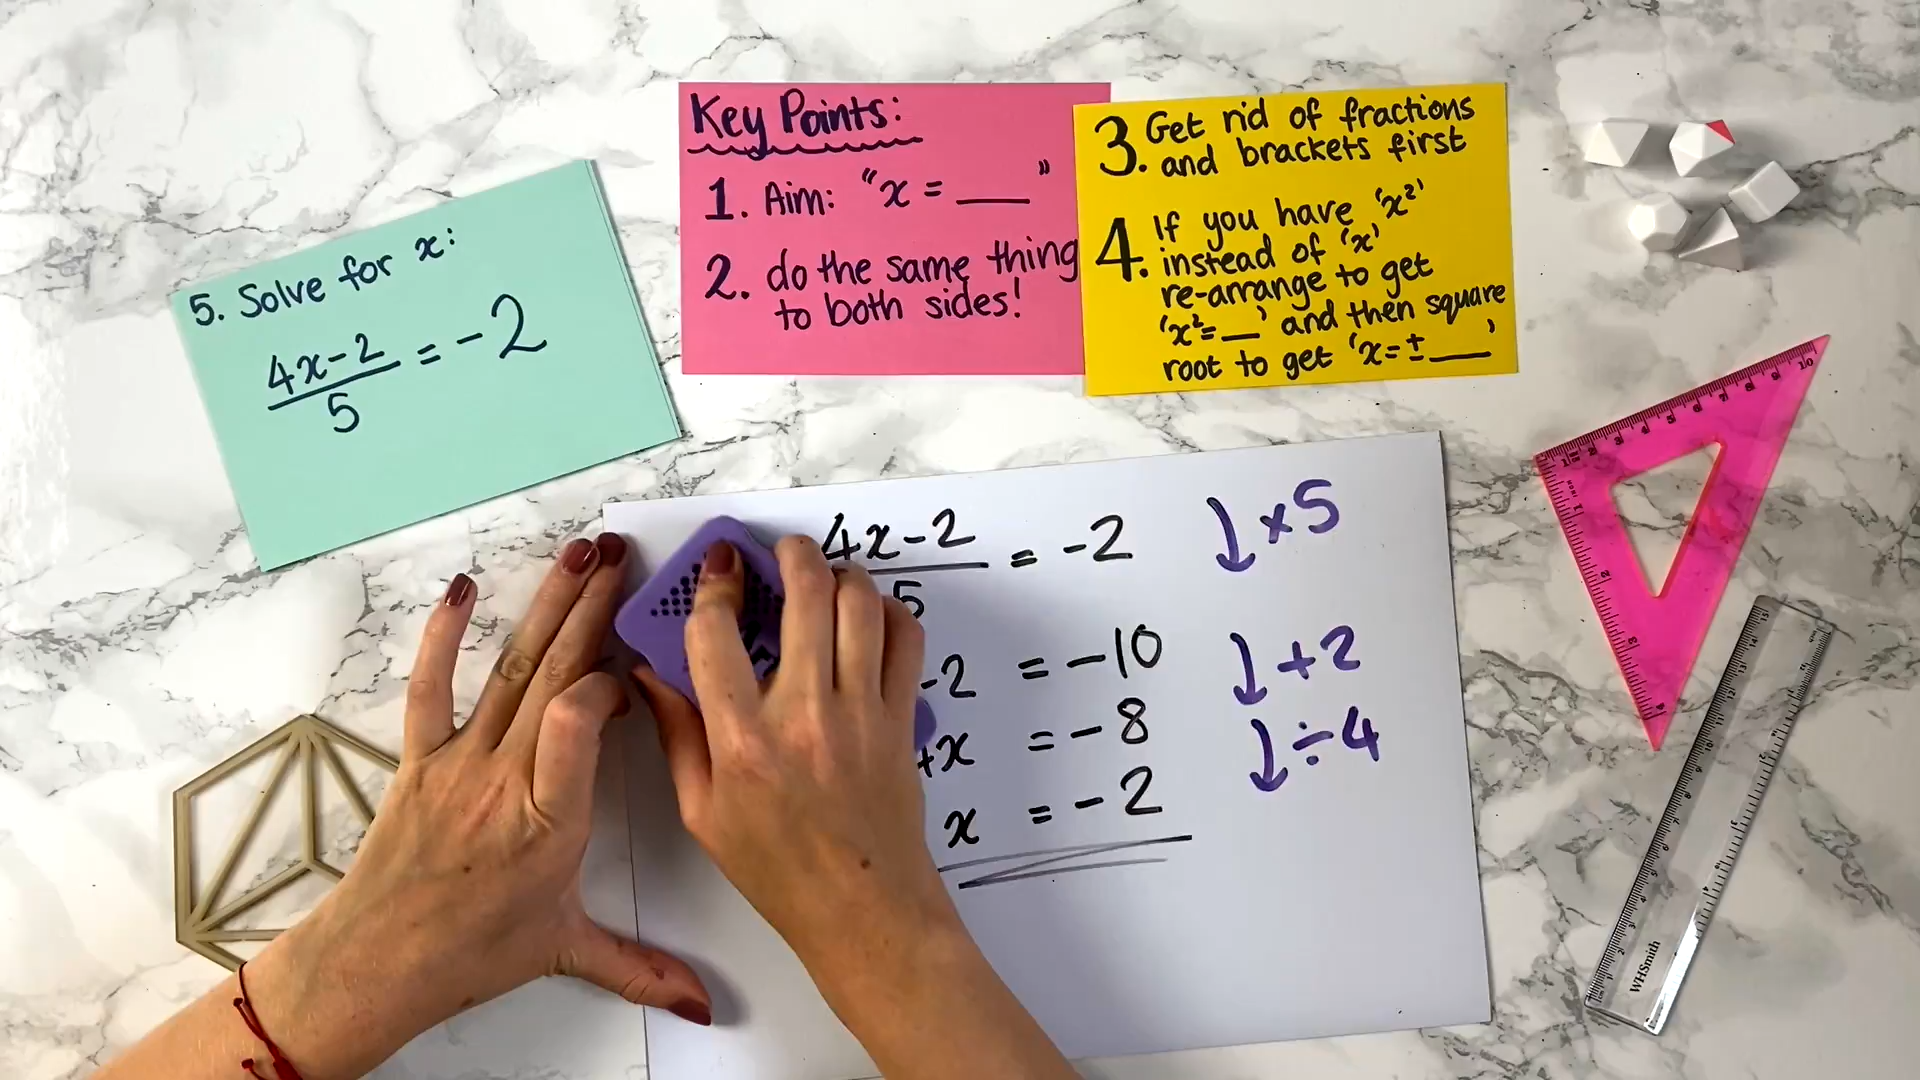 5. Solve for x:
4x-2
5
= -2
Key Points:
1. Aim: "x = ___"
2. do the same thing
to both sides!
3. Get rid of fractions
and brackets first
4. If you have 'x²'
instead of 'x'
re-arrange to get
'x²=__' and then square
root to get 'x=±___'
4x-2
5
= -2
↓×5
-2 = -10
↓+2
4x = -8
↓÷4
x = -2
WHSmith